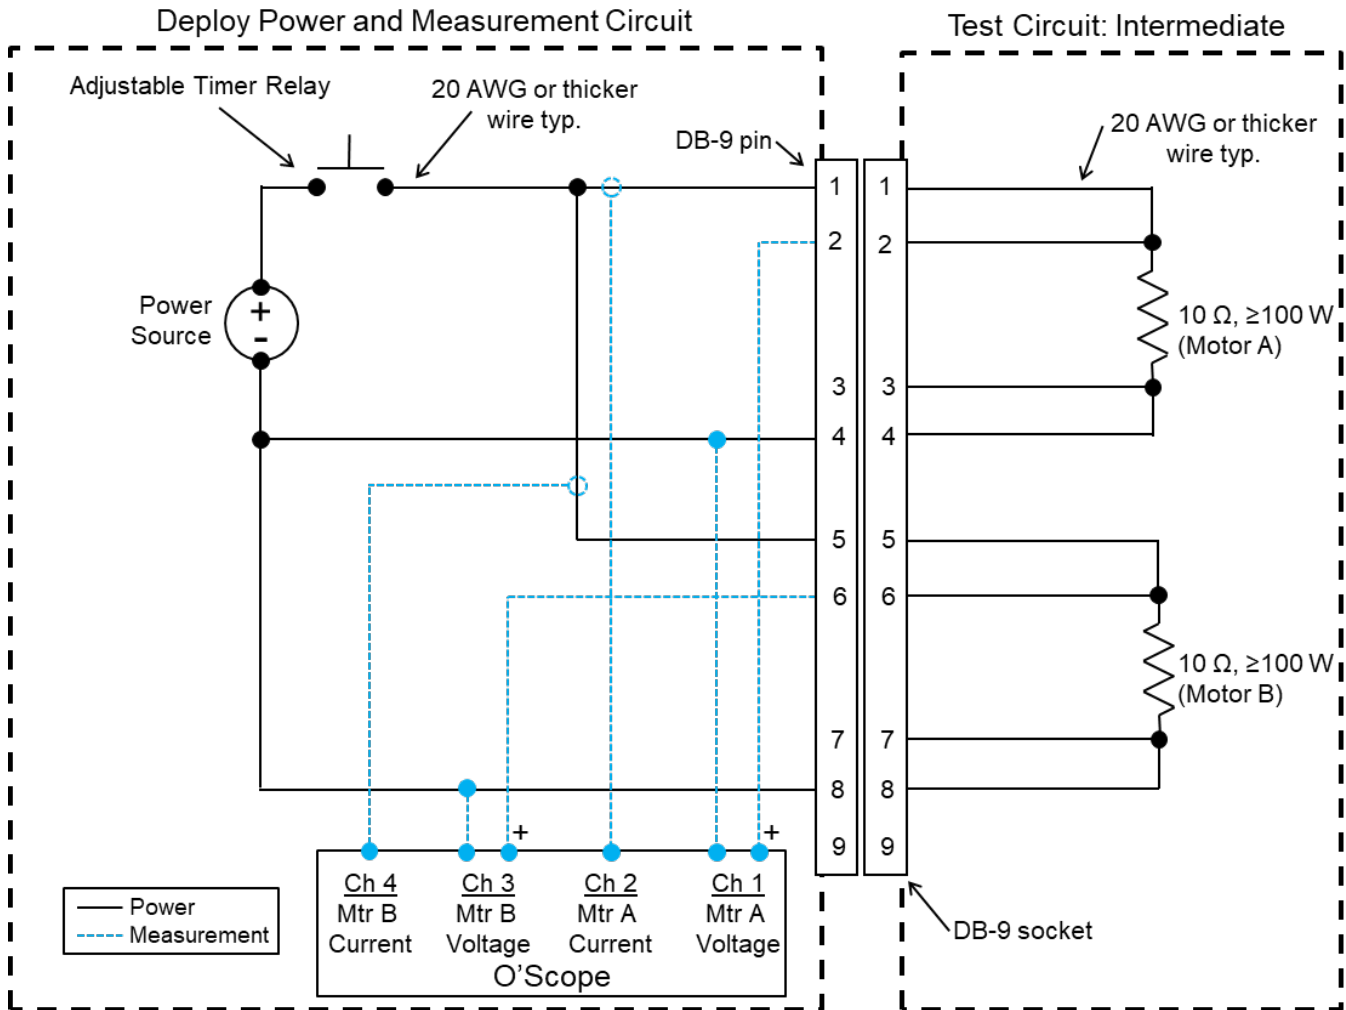 Deploy Power and Measurement Circuit
Test Circuit: Intermediate
Adjustable Timer Relay
20 AWG or thicker
wire typ.
DB-9 pin
20 AWG or thicker
wire typ.
1
2
3
4
5
6
7
8
9
1
2
3
4
5
6
7
8
9
Power
Source
+
-
10 Ω, ≥100 W
(Motor A)
10 Ω, ≥100 W
(Motor B)
+
+
Ch 4
Mtr B
Current
Ch 3
Mtr B
Voltage
Ch 2
Mtr A
Current
Ch 1
Mtr A
Voltage
O'Scope
Power
Measurement
DB-9 socket